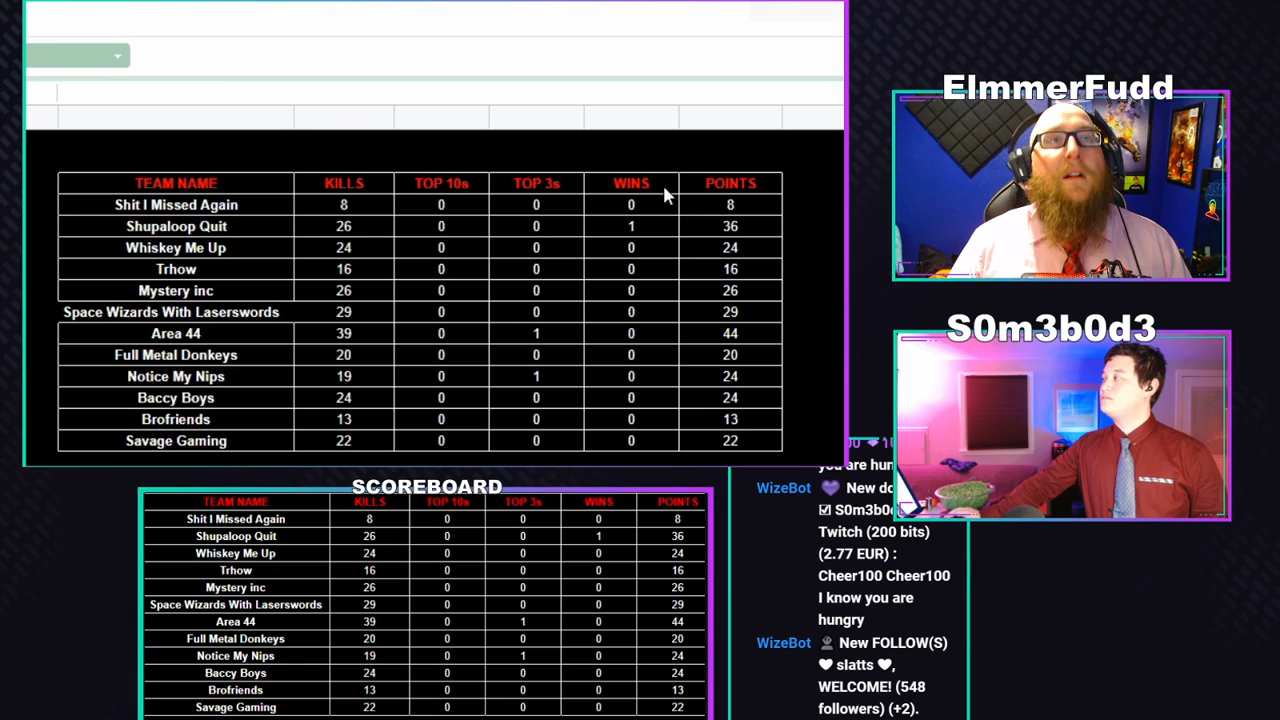 TEAM NAME KILLS TOP 10s TOP 3s WINS POINTS
Shit I Missed Again 8 0 0 0 8
Shupaloop Quit 26 0 0 1 36
Whiskey Me Up 24 0 0 0 24
Trhow 16 0 0 0 16
Mystery inc 26 0 0 0 26
Space Wizards With Laserswords 29 0 0 0 29
Area 44 39 0 1 0 44
Full Metal Donkeys 20 0 0 0 20
Notice My Nips 19 0 1 0 24
Baccy Boys 24 0 0 0 24
Brofriends 13 0 0 0 13
Savage Gaming 22 0 0 0 22
ElmmerFudd
S0m3b0d3
SCOREBOARD
TEAM NAME KILLS TOP 10s TOP 3s WINS POINTS
Shit I Missed Again 8 0 0 0 8
Shupaloop Quit 26 0 0 1 36
Whiskey Me Up 24 0 0 0 24
Trhow 16 0 0 0 16
Mystery inc 26 0 0 0 26
Space Wizards With Laserswords 29 0 0 0 29
Area 44 39 0 1 0 44
Full Metal Donkeys 20 0 0 0 20
Notice My Nips 19 0 1 0 24
Baccy Boys 24 0 0 0 24
Brofriends 13 0 0 0 13
Savage Gaming 22 0 0 0 22
you are
WizeBot 💜 New
☑ S0m3b0
Twitch (200 bits)
(2.77 EUR) :
Cheer100 Cheer100
I know you are
hungry
WizeBot 👤 New FOLLOW(S)
♥ slatts ♥,
WELCOME! (548
followers) (+2).